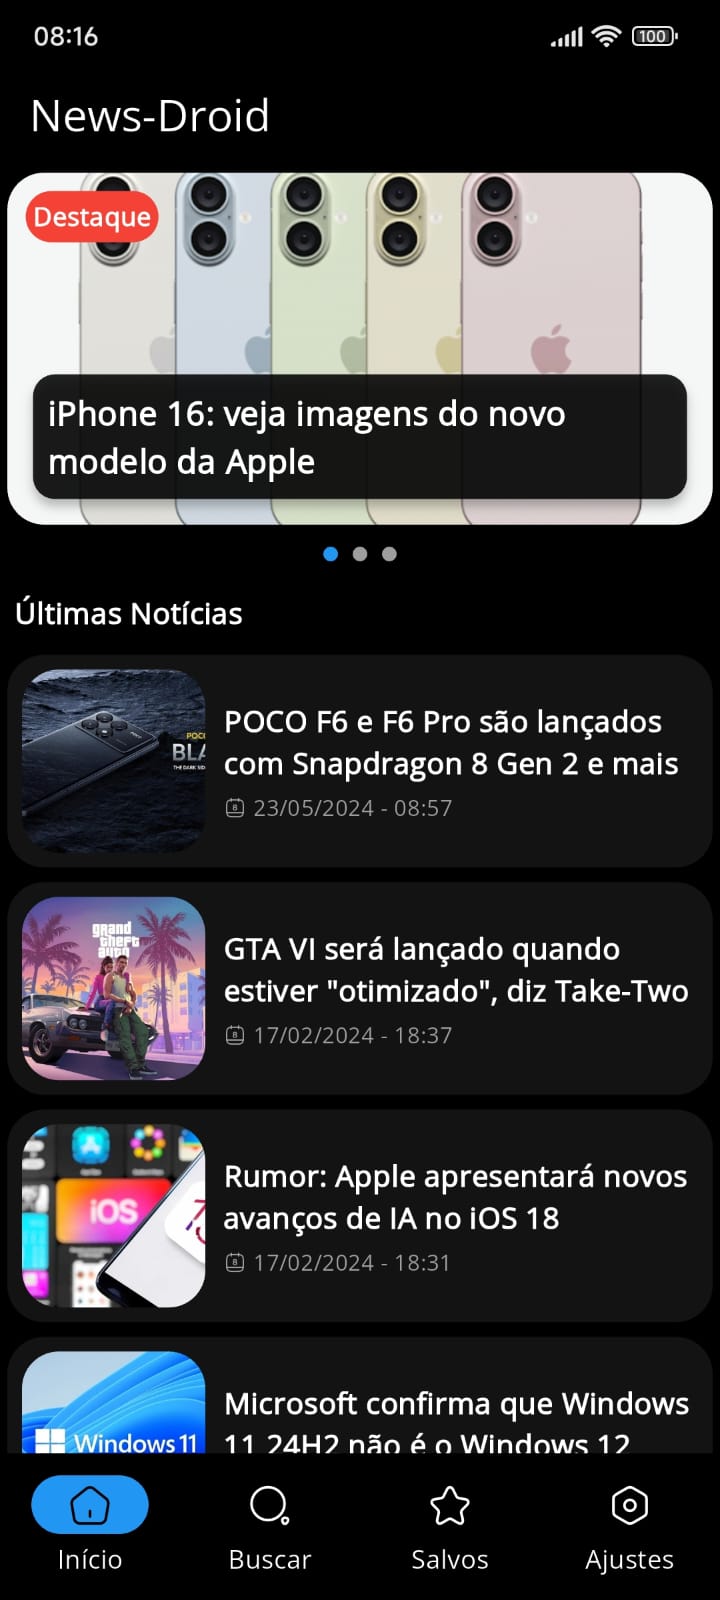 08:16
100
News-Droid
Destaque
iPhone 16: veja imagens do novo
modelo da Apple
Últimas Notícias
POCO F6 e F6 Pro são lançados
com Snapdragon 8 Gen 2 e mais
23/05/2024 - 08:57
grand
theft
auto
GTA VI será lançado quando
estiver "otimizado", diz Take-Two
17/02/2024 - 18:37
iOS
Rumor: Apple apresentará novos
avanços de IA no iOS 18
17/02/2024 - 18:31
Windows 11
Microsoft confirma que Windows
11 24H2 não é o Windows 12
Início
Buscar
Salvos
Ajustes